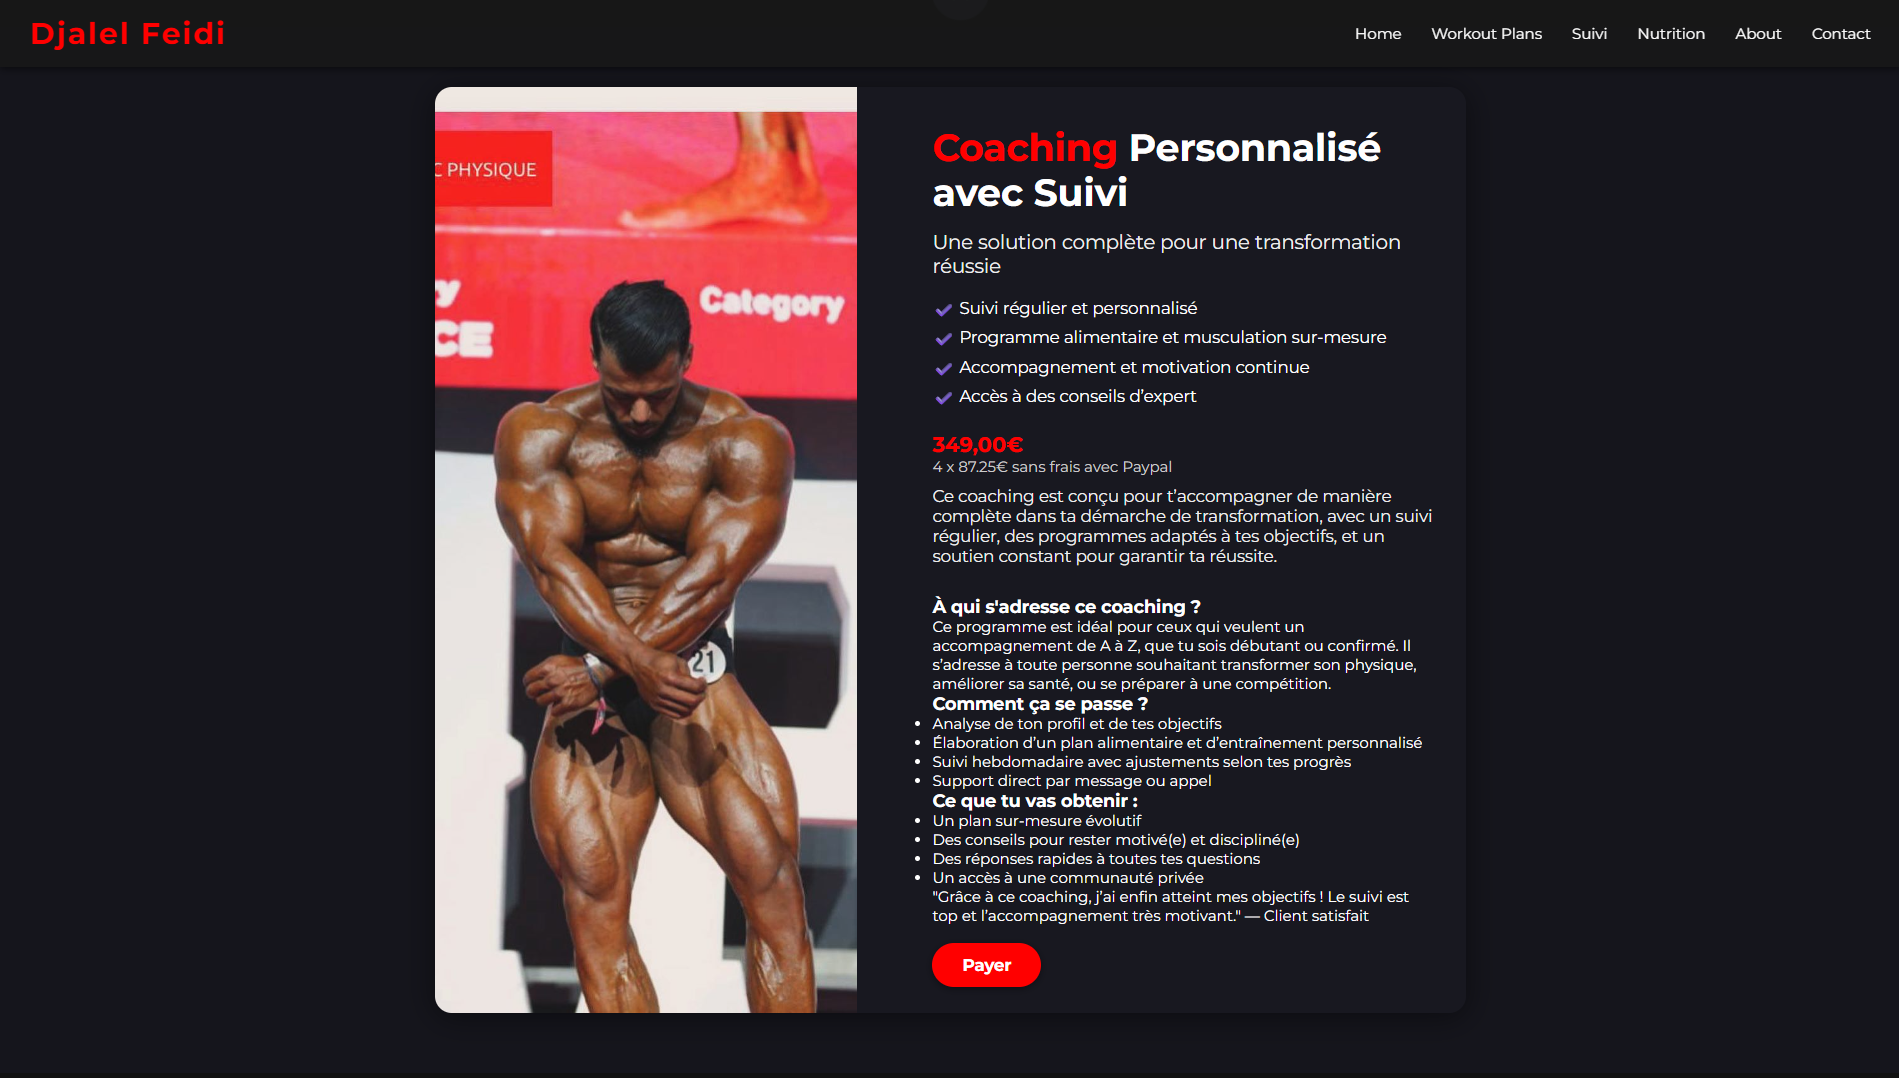 Djalel Feidi
Home
Workout Plans
Suivi
Nutrition
About
Contact
C PHYSIQUE
Category
CE
21
Coaching Personnalisé
avec Suivi
Une solution complète pour une transformation
réussie
Suivi régulier et personnalisé
Programme alimentaire et musculation sur-mesure
Accompagnement et motivation continue
Accès à des conseils d’expert
349,00€
4 x 87.25€ sans frais avec Paypal
Ce coaching est conçu pour t’accompagner de manière
complète dans ta démarche de transformation, avec un suivi
régulier, des programmes adaptés à tes objectifs, et un
soutien constant pour garantir ta réussite.
À qui s'adresse ce coaching ?
Ce programme est idéal pour ceux qui veulent un
accompagnement de A à Z, que tu sois débutant ou confirmé. Il
s’adresse à toute personne souhaitant transformer son physique,
améliorer sa santé, ou se préparer à une compétition.
Comment ça se passe ?
• Analyse de ton profil et de tes objectifs
• Élaboration d’un plan alimentaire et d’entraînement personnalisé
• Suivi hebdomadaire avec ajustements selon tes progrès
• Support direct par message ou appel
Ce que tu vas obtenir :
• Un plan sur-mesure évolutif
• Des conseils pour rester motivé(e) et discipliné(e)
• Des réponses rapides à toutes tes questions
• Un accès à une communauté privée
"Grâce à ce coaching, j’ai enfin atteint mes objectifs ! Le suivi est
top et l’accompagnement très motivant." — Client satisfait
Payer